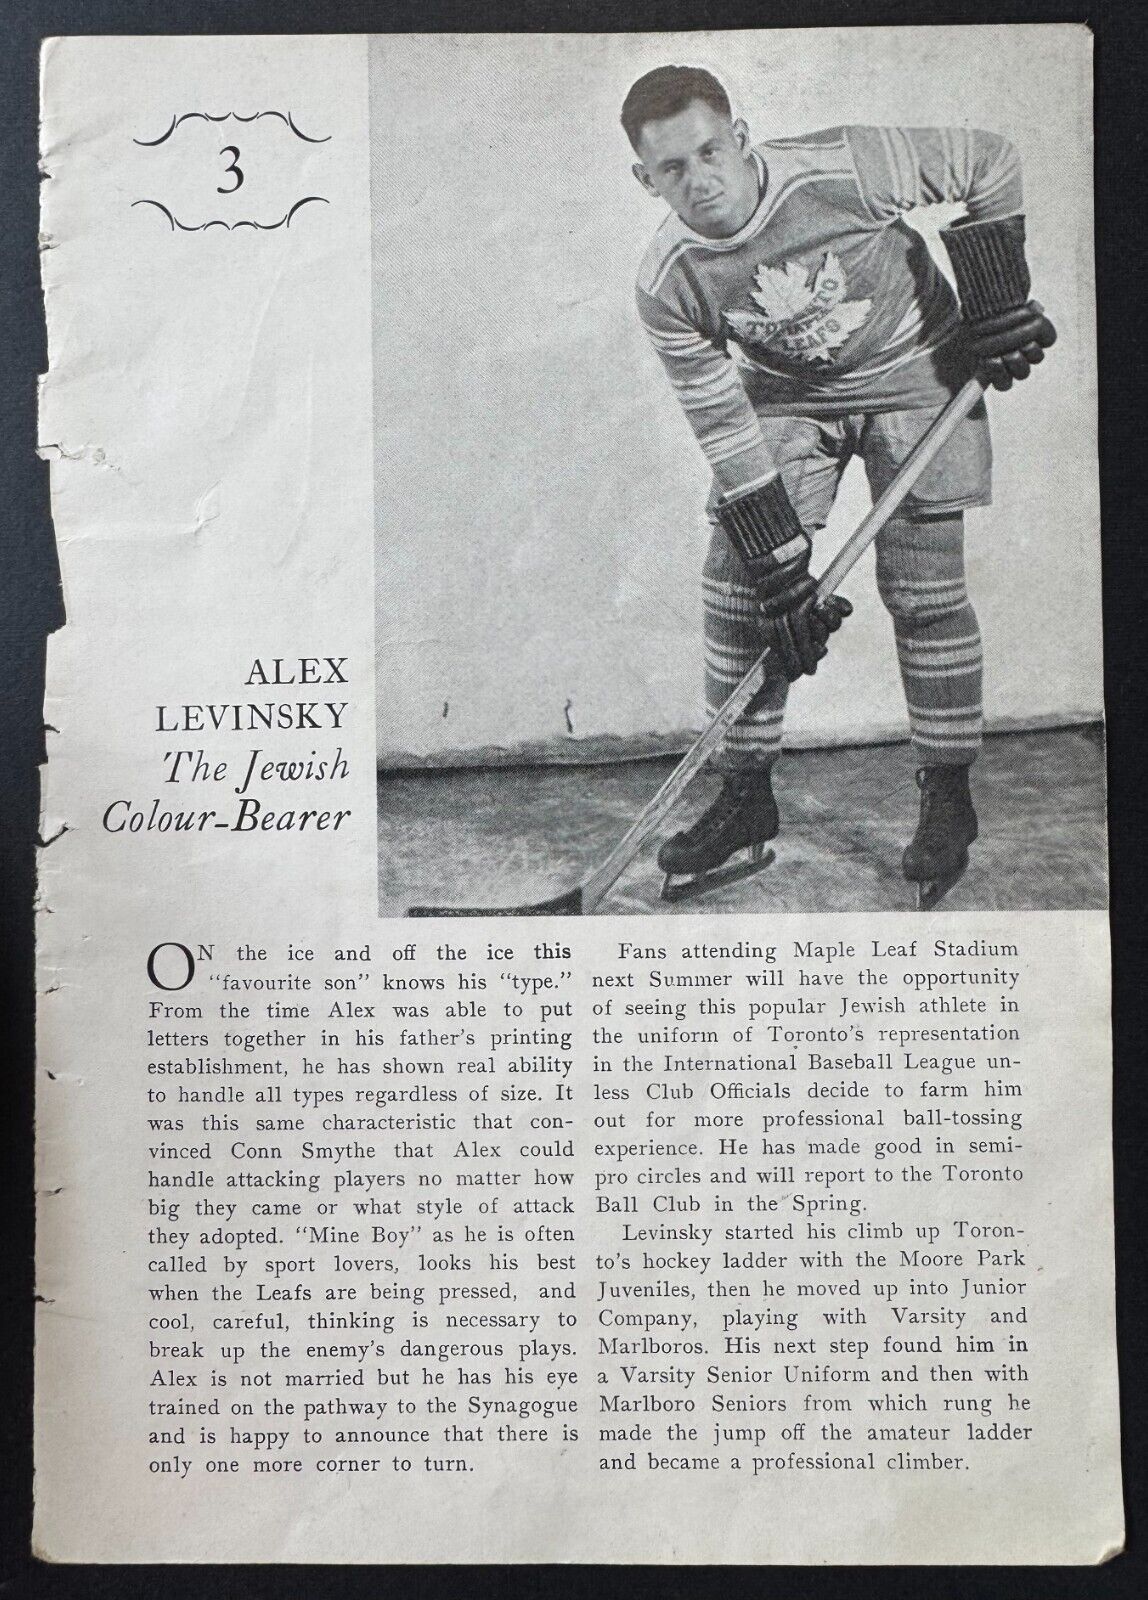 3
TORONTO
MAPLE
LEAFS
ALEX
LEVINSKY
The Jewish
Colour-Bearer
ON the ice and off the ice this
"favourite son" knows his "type."
From the time Alex was able to put
letters together in his father's printing
establishment, he has shown real ability
to handle all types regardless of size. It
was this same characteristic that con-
vinced Conn Smythe that Alex could
handle attacking players no matter how
big they came or what style of attack
they adopted. "Mine Boy" as he is often
called by sport lovers, looks his best
when the Leafs are being pressed, and
cool, careful, thinking is necessary to
break up the enemy's dangerous plays.
Alex is not married but he has his eye
trained on the pathway to the Synagogue
and is happy to announce that there is
only one more corner to turn.
Fans attending Maple Leaf Stadium
next Summer will have the opportunity
of seeing this popular Jewish athlete in
the uniform of Toronto's representation
in the International Baseball League un-
less Club Officials decide to farm him
out for more professional ball-tossing
experience. He has made good in semi-
pro circles and will report to the Toronto
Ball Club in the Spring.
Levinsky started his climb up Toron-
to's hockey ladder with the Moore Park
Juveniles, then he moved up into Junior
Company, playing with Varsity and
Marlboros. His next step found him in
a Varsity Senior Uniform and then with
Marlboro Seniors from which rung he
made the jump off the amateur ladder
and became a professional climber.